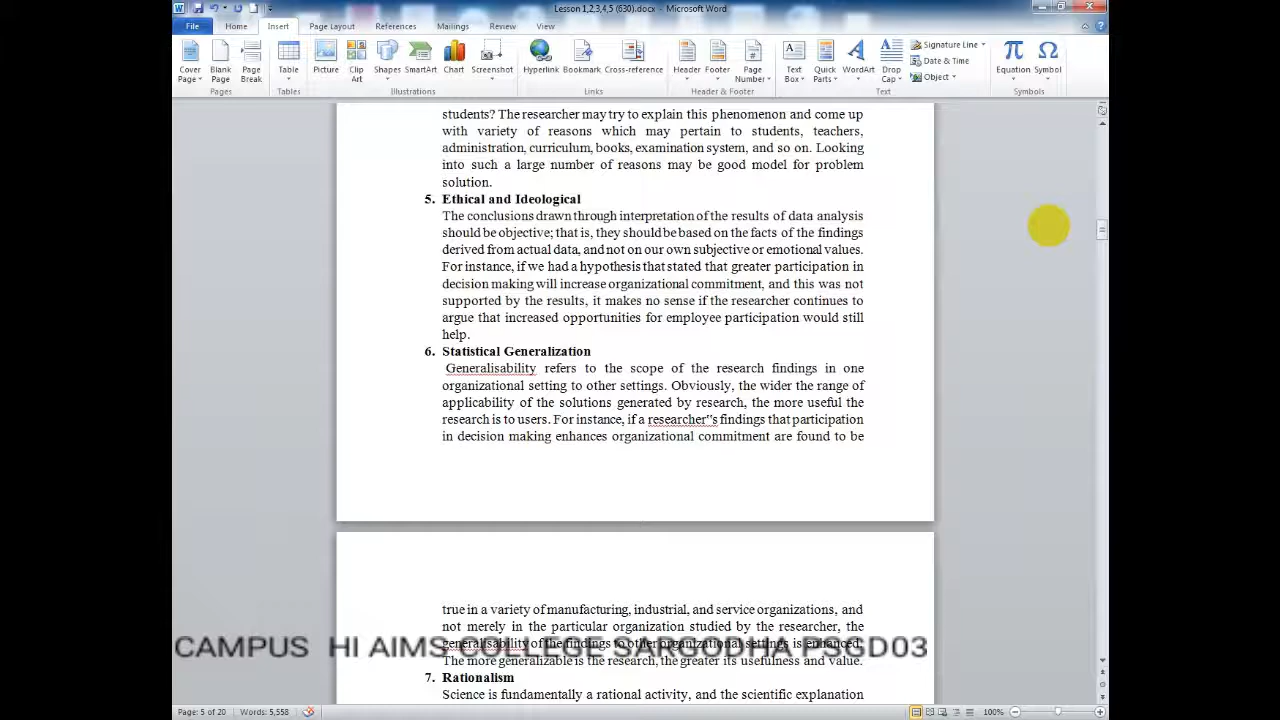 Lesson 1,2,3,4,5 (630).docx - Microsoft Word
File Home Insert Page Layout References Mailings Review View
Cover Page
Blank Page
Page Break
Table
Picture
Clip Art
Shapes
SmartArt
Chart
Screenshot
Hyperlink
Bookmark
Cross-reference
Header
Footer
Page Number
Text Box
Quick Parts
WordArt
Drop Cap
Signature Line
Date & Time
Object
Equation
Symbol
Pages Tables Illustrations Links Header & Footer Text Symbols
students? The researcher may try to explain this phenomenon and come up
with variety of reasons which may pertain to students, teachers,
administration, curriculum, books, examination system, and so on. Looking
into such a large number of reasons may be good model for problem
solution.
5. Ethical and Ideological
The conclusions drawn through interpretation of the results of data analysis
should be objective; that is, they should be based on the facts of the findings
derived from actual data, and not on our own subjective or emotional values.
For instance, if we had a hypothesis that stated that greater participation in
decision making will increase organizational commitment, and this was not
supported by the results, it makes no sense if the researcher continues to
argue that increased opportunities for employee participation would still
help.
6. Statistical Generalization
Generalisability refers to the scope of the research findings in one
organizational setting to other settings. Obviously, the wider the range of
applicability of the solutions generated by research, the more useful the
research is to users. For instance, if a researcher"s findings that participation
in decision making enhances organizational commitment are found to be
true in a variety of manufacturing, industrial, and service organizations, and
not merely in the particular organization studied by the researcher, the
generalisability of the findings to other organizational settings is enhanced.
CAMPUS HI AIMS COLLEGE SARGODHA PSGD03
The more generalizable is the research, the greater its usefulness and value.
7. Rationalism
Science is fundamentally a rational activity, and the scientific explanation
Page: 5 of 20 Words: 5,558 100%